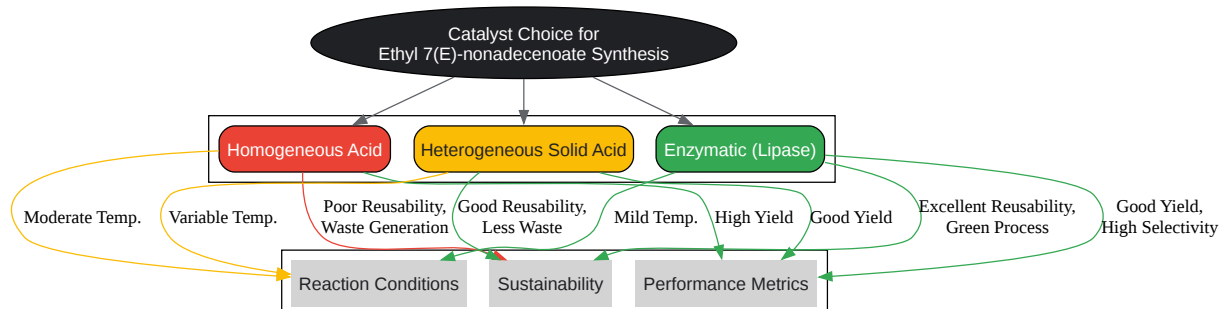 Catalyst Choice for
Ethyl 7(E)-nonadecenoate Synthesis
Homogeneous Acid
Heterogeneous Solid Acid
Enzymatic (Lipase)
Moderate Temp.
Variable Temp.
Poor Reusability,
Waste Generation
Good Reusability,
Less Waste
Mild Temp.
High Yield
Good Yield
Excellent Reusability,
Green Process
Good Yield,
High Selectivity
Reaction Conditions
Sustainability
Performance Metrics